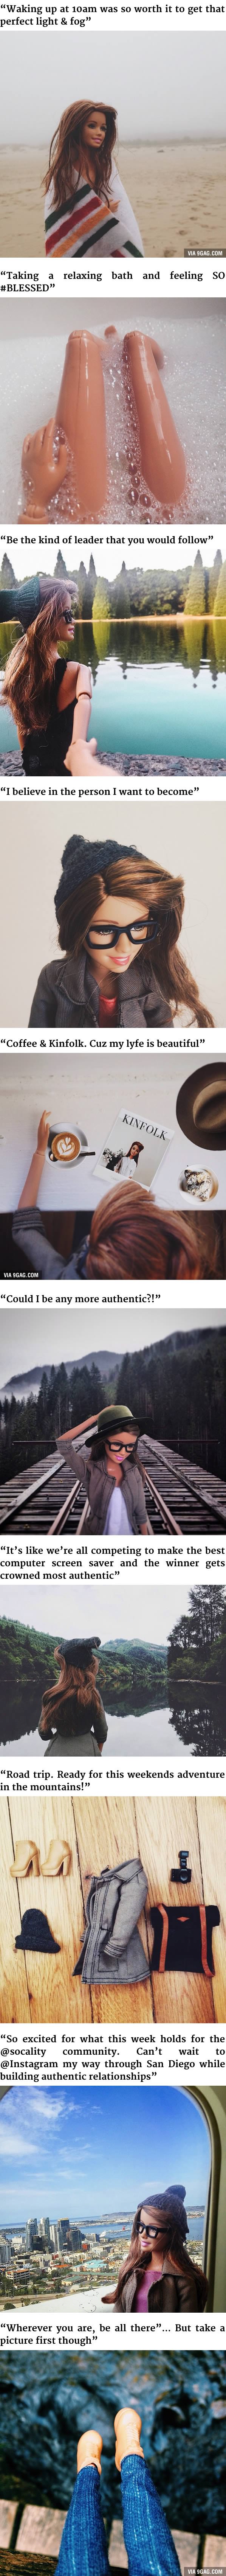 “Waking up at 10am was so worth it to get that
perfect light & fog”
VIA 9GAG.COM
“Taking a relaxing bath and feeling SO
#BLESSED”
“Be the kind of leader that you would follow”
“I believe in the person I want to become”
“Coffee & Kinfolk. Cuz my lyfe is beautiful”
KINFOLK
VIA 9GAG.COM
“Could I be any more authentic?!”
“It’s like we’re all competing to make the best
computer screen saver and the winner gets
crowned most authentic”
“Road trip. Ready for this weekends adventure
in the mountains!”
“So excited for what this week holds for the
@socality community. Can’t wait to
@Instagram my way through San Diego while
building authentic relationships”
“Wherever you are, be all there”... But take a
picture first though”
VIA 9GAG.COM